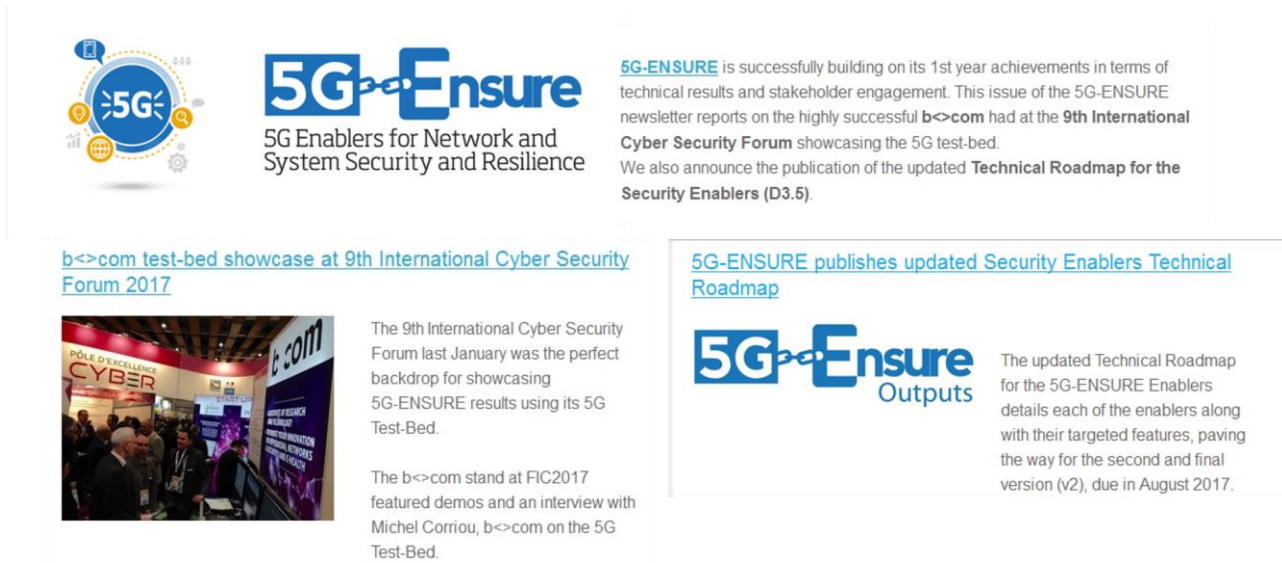 5G
5G Ensure
5G Enablers for Network and
System Security and Resilience
5G-ENSURE is successfully building on its 1st year achievements in terms of
technical results and stakeholder engagement. This issue of the 5G-ENSURE
newsletter reports on the highly successful b<>com had at the 9th International
Cyber Security Forum showcasing the 5G test-bed.
We also announce the publication of the updated Technical Roadmap for the
Security Enablers (D3.5).
b<>com test-bed showcase at 9th International Cyber Security
Forum 2017
PÔLE D'EXCELLENCE
CYBER
START-UP
b com
INNOVATION
The 9th International Cyber Security
Forum last January was the perfect
backdrop for showcasing
5G-ENSURE results using its 5G
Test-Bed.
The b<>com stand at FIC2017
featured demos and an interview with
Michel Corriou, b<>com on the 5G
Test-Bed.
5G-ENSURE publishes updated Security Enablers Technical
Roadmap
5G Ensure
Outputs
The updated Technical Roadmap
for the 5G-ENSURE Enablers
details each of the enablers along
with their targeted features, paving
the way for the second and final
version (v2), due in August 2017.